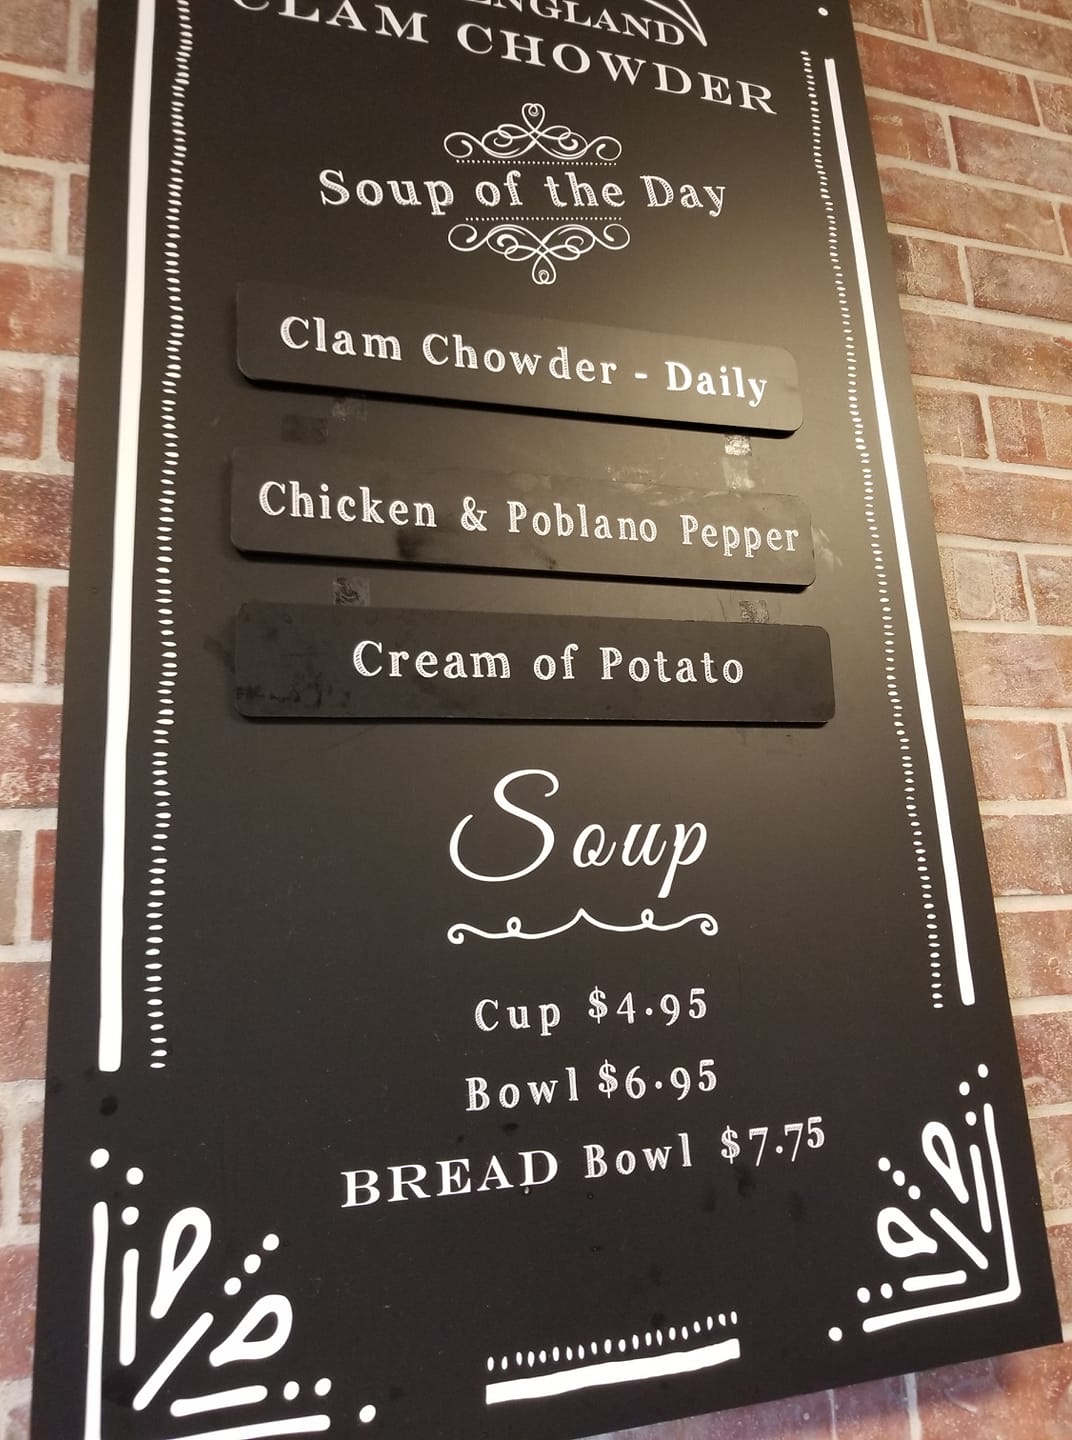 ENGLAND
CLAM CHOWDER
Soup of the Day
Clam Chowder - Daily
Chicken & Poblano Pepper
Cream of Potato
Soup
Cup $4.95
Bowl $6.95
BREAD Bowl $7.75